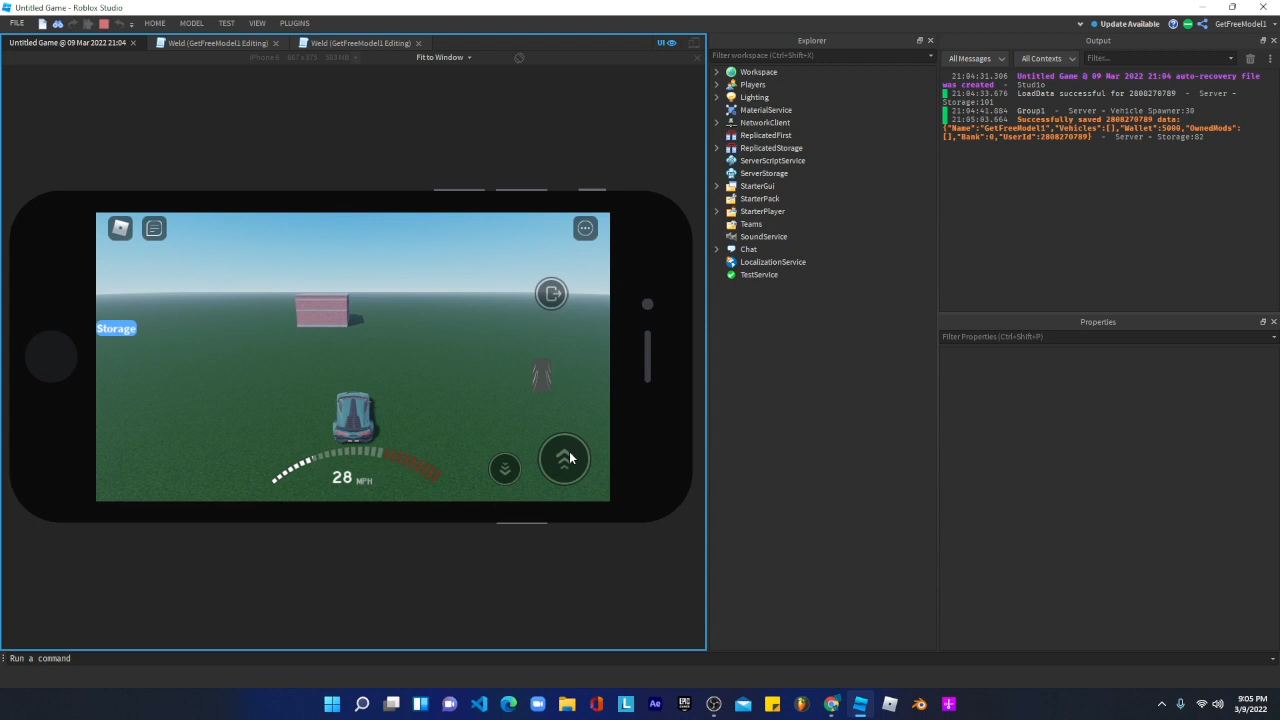 Untitled Game - Roblox Studio
FILE HOME MODEL TEST VIEW PLUGINS Update Available GetFreeModel1
Untitled Game @ 09 Mar 2022 21:04 Weld (GetFreeModel1 Editing) Weld (GetFreeModel1 Editing) UI
Fit to Window
Storage
28 MPH
Explorer
Filter workspace (Ctrl+Shift+X)
Workspace
Players
Lighting
MaterialService
NetworkClient
ReplicatedFirst
ReplicatedStorage
ServerScriptService
ServerStorage
StarterGui
StarterPack
StarterPlayer
Teams
SoundService
Chat
LocalizationService
TestService
Output
All Messages All Contexts Filter...
21:04:31.306 Untitled Game @ 09 Mar 2022 21:04 auto-recovery file
was created - Studio
21:04:33.676 LoadData successful for 2808270789 - Server -
Storage:101
21:04:41.884 Group1 - Server - Vehicle Spawner:30
21:05:03.664 Successfully saved 2808270789 data:
{"Name":"GetFreeModel1","Vehicles":[],"Wallet":5000,"OwnedMods":
[],"Bank":0,"UserId":2808270789} - Server - Storage:82
Properties
Filter Properties (Ctrl+Shift+P)
Run a command
9:05 PM
3/9/2022